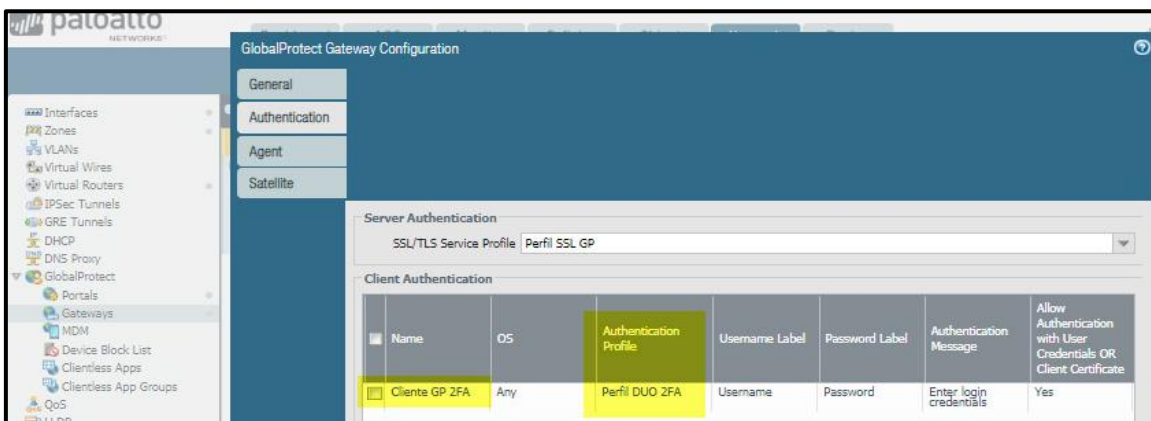 paloalto
NETWORKS
GlobalProtect Gateway Configuration
General
Authentication
Agent
Satellite
Interfaces
Zones
VLANs
Virtual Wires
Virtual Routers
IPSec Tunnels
GRE Tunnels
DHCP
DNS Proxy
GlobalProtect
Portals
Gateways
MDM
Device Block List
Clientless Apps
Clientless App Groups
QoS
Server Authentication
SSL/TLS Service Profile Perfil SSL GP
Client Authentication
Name
OS
Authentication
Profile
Username Label
Password Label
Authentication
Message
Allow
Authentication
with User
Credentials OR
Client Certificate
Cliente GP 2FA
Any
Perfil DUO 2FA
Username
Password
Enter login
credentials
Yes